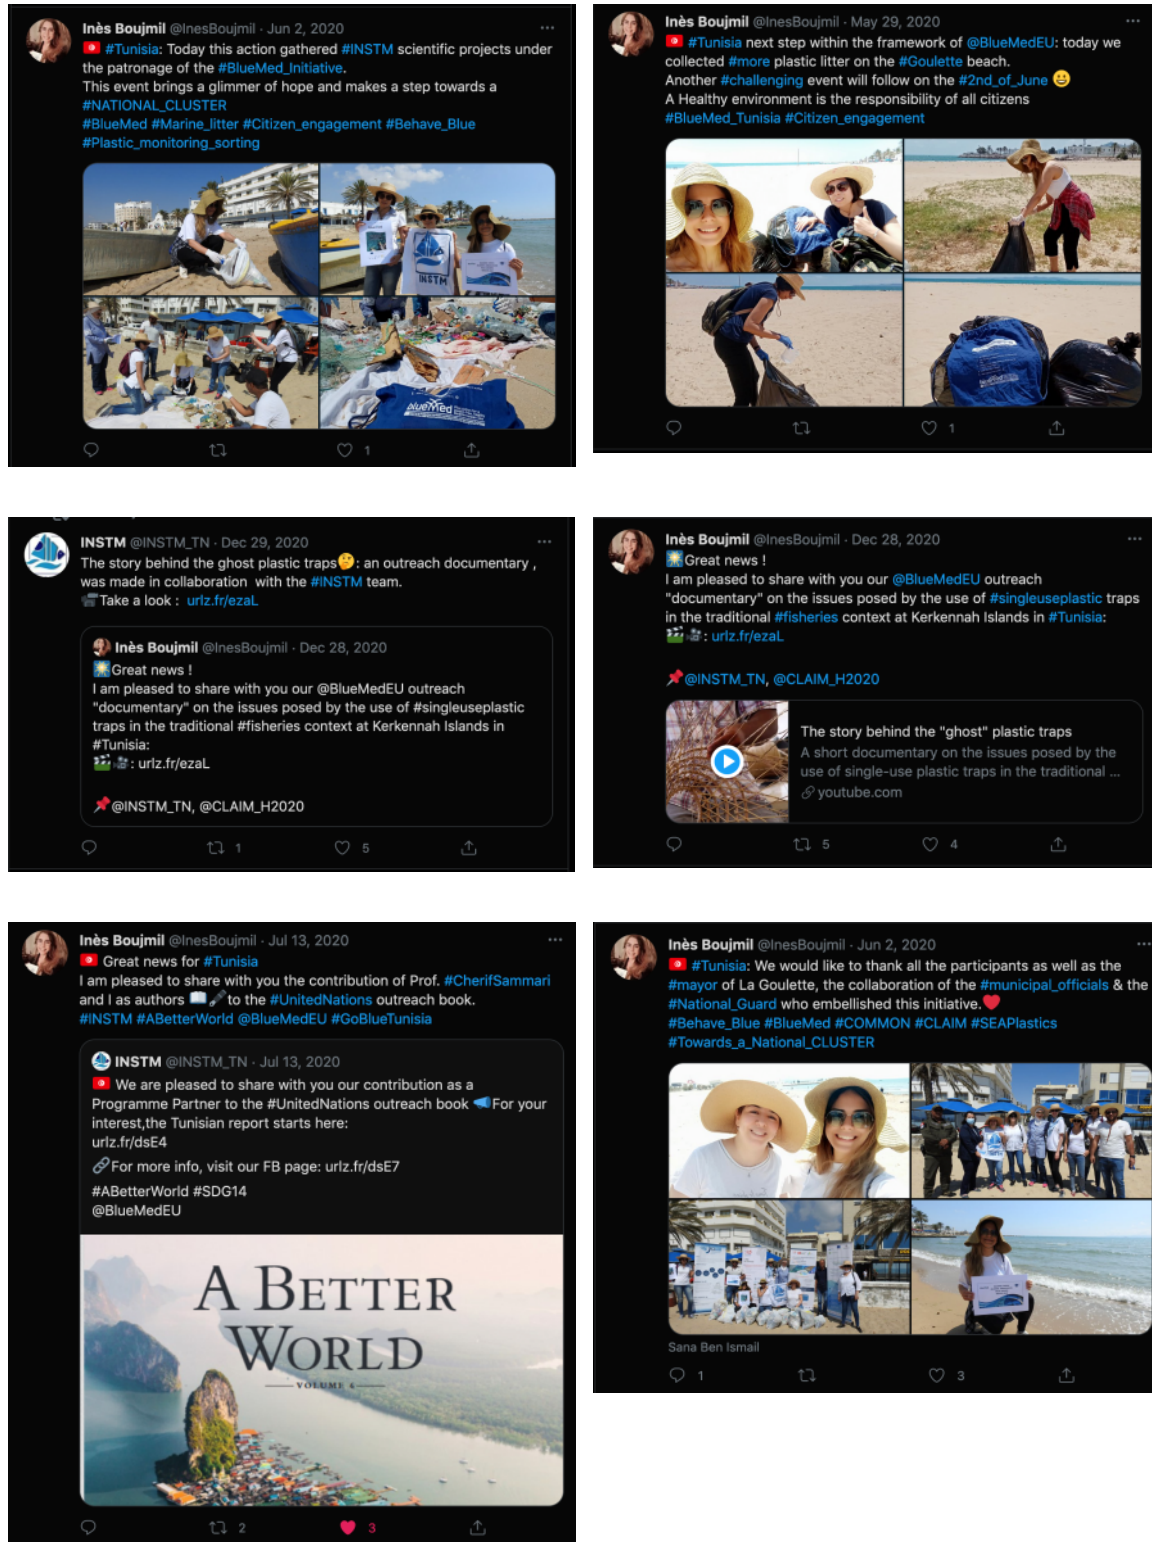 Inès Boujmil @InesBoujmil · Jun 2, 2020
#Tunisia: Today this action gathered #INSTM scientific projects under
the patronage of the #BlueMed_Initiative.
This event brings a glimmer of hope and makes a step towards a
#NATIONAL_CLUSTER
#BlueMed #Marine_litter #Citizen_engagement #Behave_Blue
#Plastic_monitoring_sorting
INSTM
bluemed
1
Inès Boujmil @InesBoujmil · May 29, 2020
#Tunisia next step within the framework of @BlueMedEU: today we
collected #more plastic litter on the #Goulette beach.
Another #challenging event will follow on the #2nd_of_June 😀
A Healthy environment is the responsibility of all citizens
#BlueMed_Tunisia #Citizen_engagement
1
INSTM @INSTM_TN · Dec 29, 2020
The story behind the ghost plastic traps🤔: an outreach documentary ,
was made in collaboration with the #INSTM team.
Take a look : urlz.fr/ezaL
Inès Boujmil @InesBoujmil · Dec 28, 2020
Great news !
I am pleased to share with you our @BlueMedEU outreach
"documentary" on the issues posed by the use of #singleuseplastic
traps in the traditional #fisheries context at Kerkennah Islands in
#Tunisia:
: urlz.fr/ezaL
@INSTM_TN, @CLAIM_H2020
1 5
Inès Boujmil @InesBoujmil · Dec 28, 2020
Great news !
I am pleased to share with you our @BlueMedEU outreach
"documentary" on the issues posed by the use of #singleuseplastic traps
in the traditional #fisheries context at Kerkennah Islands in #Tunisia:
: urlz.fr/ezaL
@INSTM_TN, @CLAIM_H2020
The story behind the "ghost" plastic traps
A short documentary on the issues posed by the
use of single-use plastic traps in the traditional ...
youtube.com
5 4
Inès Boujmil @InesBoujmil · Jul 13, 2020
Great news for #Tunisia
I am pleased to share with you the contribution of Prof. #CherifSammari
and I as authors to the #UnitedNations outreach book.
#INSTM #ABetterWorld @BlueMedEU #GoBlueTunisia
INSTM @INSTM_TN · Jul 13, 2020
We are pleased to share with you our contribution as a
Programme Partner to the #UnitedNations outreach book For your
interest,the Tunisian report starts here:
urlz.fr/dsE4
For more info, visit our FB page: urlz.fr/dsE7
#ABetterWorld #SDG14
@BlueMedEU
A BETTER
WORLD
VOLUME
2 3
Inès Boujmil @InesBoujmil · Jun 2, 2020
#Tunisia: We would like to thank all the participants as well as the
#mayor of La Goulette, the collaboration of the #municipal_officials & the
#National_Guard who embellished this initiative.❤️
#Behave_Blue #BlueMed #COMMON #CLAIM #SEAPlastics
#Towards_a_National_CLUSTER
Sana Ben Ismail
1 3